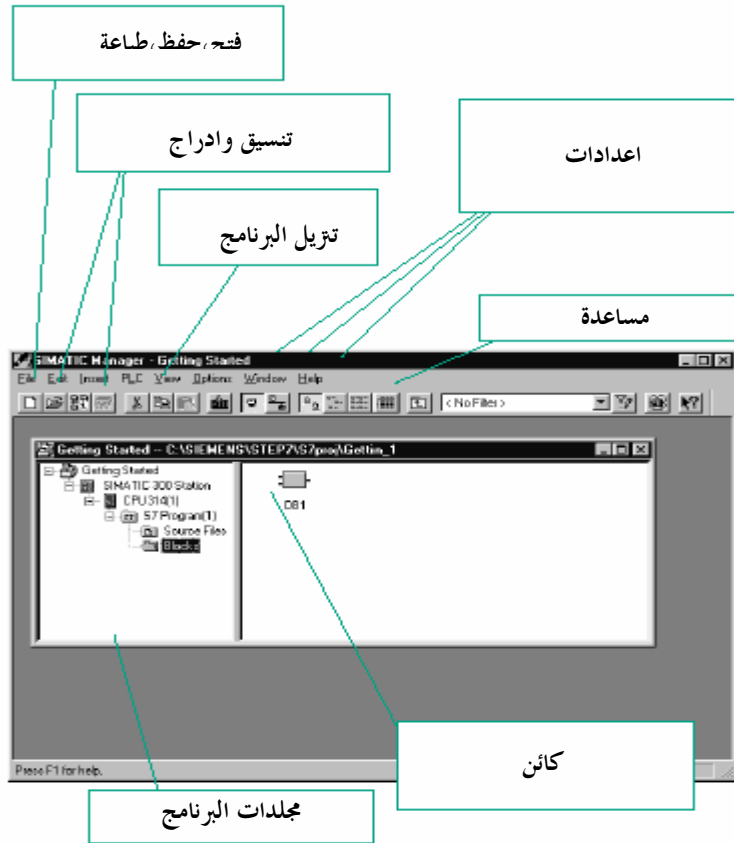 فتح،حفظ،طباعة
تنسيق وادراج
اعدادات
تنزيل البرنامج
مساعدة
SIMATIC Manager - Getting Started
File Edit Insert PLC View Options Window Help
< No Filter >
Getting Started -- C:\SIEMENS\STEP7\S7proj\Gettin_1
Getting Started
SIMATIC 300 Station
CPU314(1)
S7 Program(1)
Source Files
Blocks
OB1
كائن
Press F1 for help.
مجلدات البرنامج